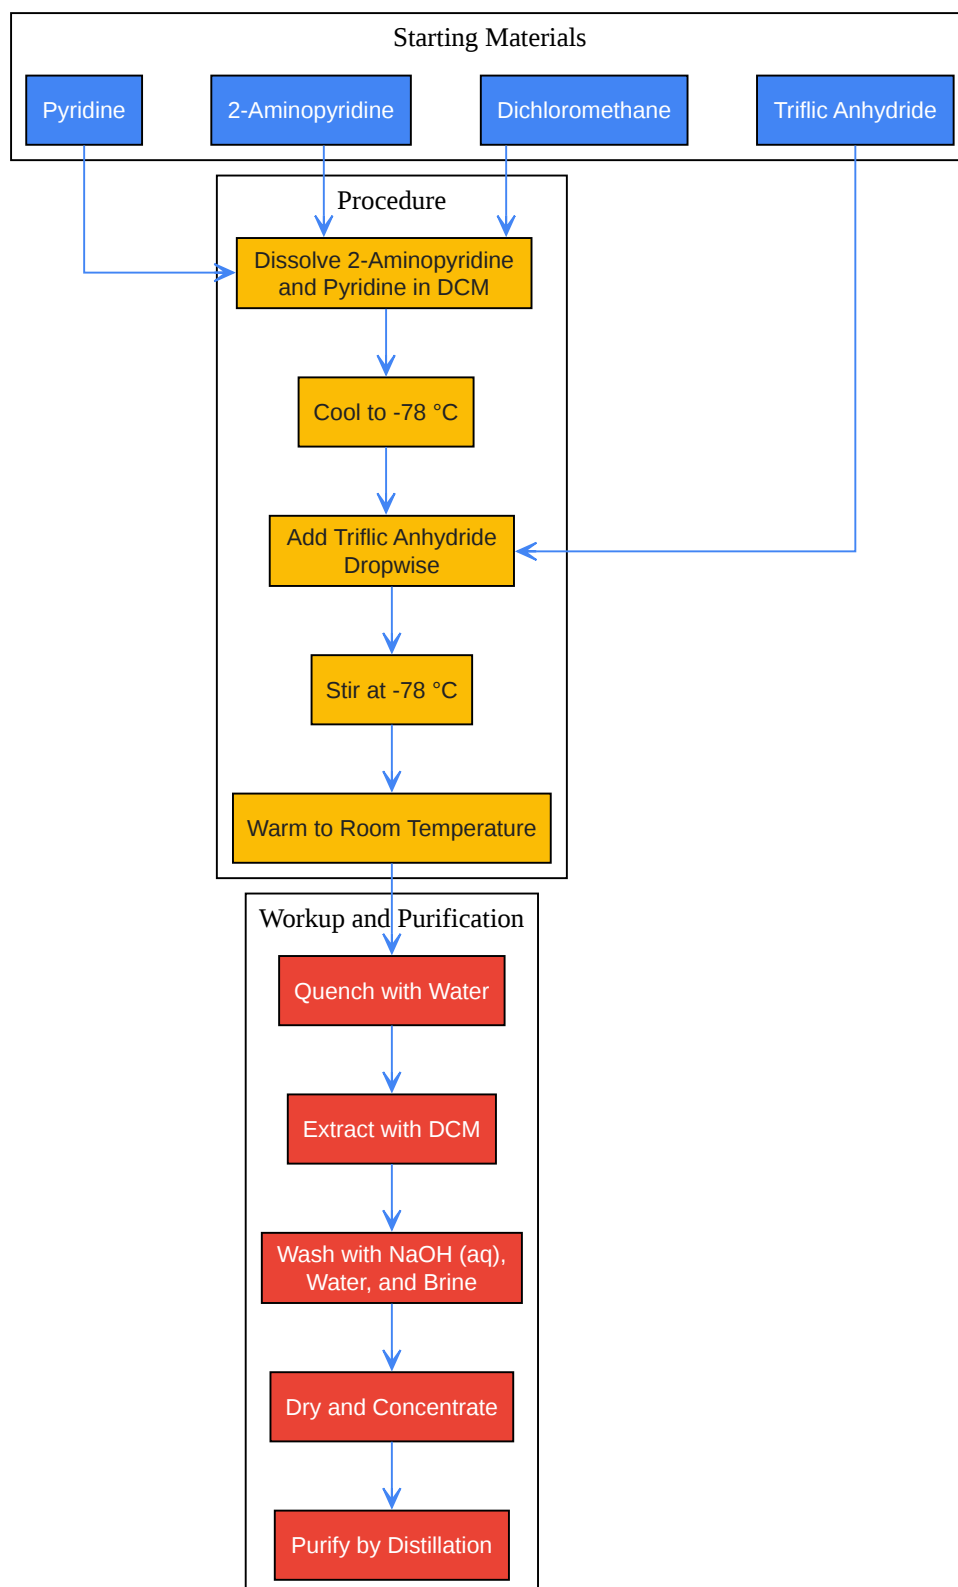 Starting Materials
Pyridine
2-Aminopyridine
Dichloromethane
Triflic Anhydride
Procedure
Dissolve 2-Aminopyridine
and Pyridine in DCM
Cool to -78 °C
Add Triflic Anhydride
Dropwise
Stir at -78 °C
Warm to Room Temperature
Workup and Purification
Quench with Water
Extract with DCM
Wash with NaOH (aq),
Water, and Brine
Dry and Concentrate
Purify by Distillation